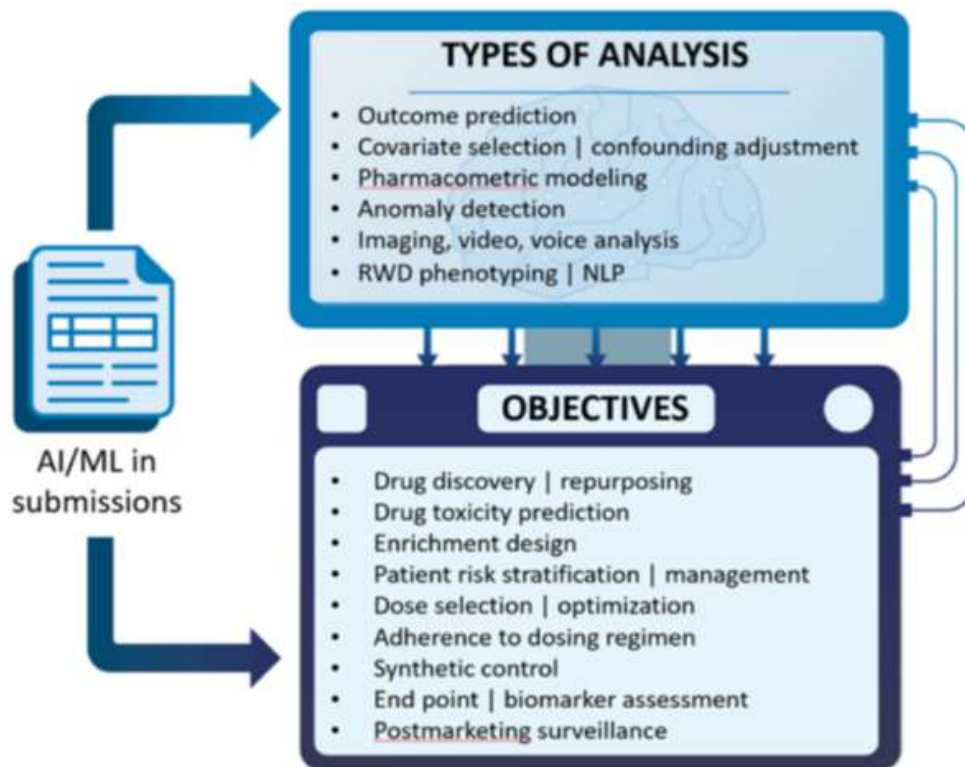 TYPES OF ANALYSIS
• Outcome prediction
• Covariate selection | confounding adjustment
• Pharmacometric modeling
• Anomaly detection
• Imaging, video, voice analysis
• RWD phenotyping | NLP
AI/ML in
submissions
OBJECTIVES
• Drug discovery | repurposing
• Drug toxicity prediction
• Enrichment design
• Patient risk stratification | management
• Dose selection | optimization
• Adherence to dosing regimen
• Synthetic control
• End point | biomarker assessment
• Postmarketing surveillance